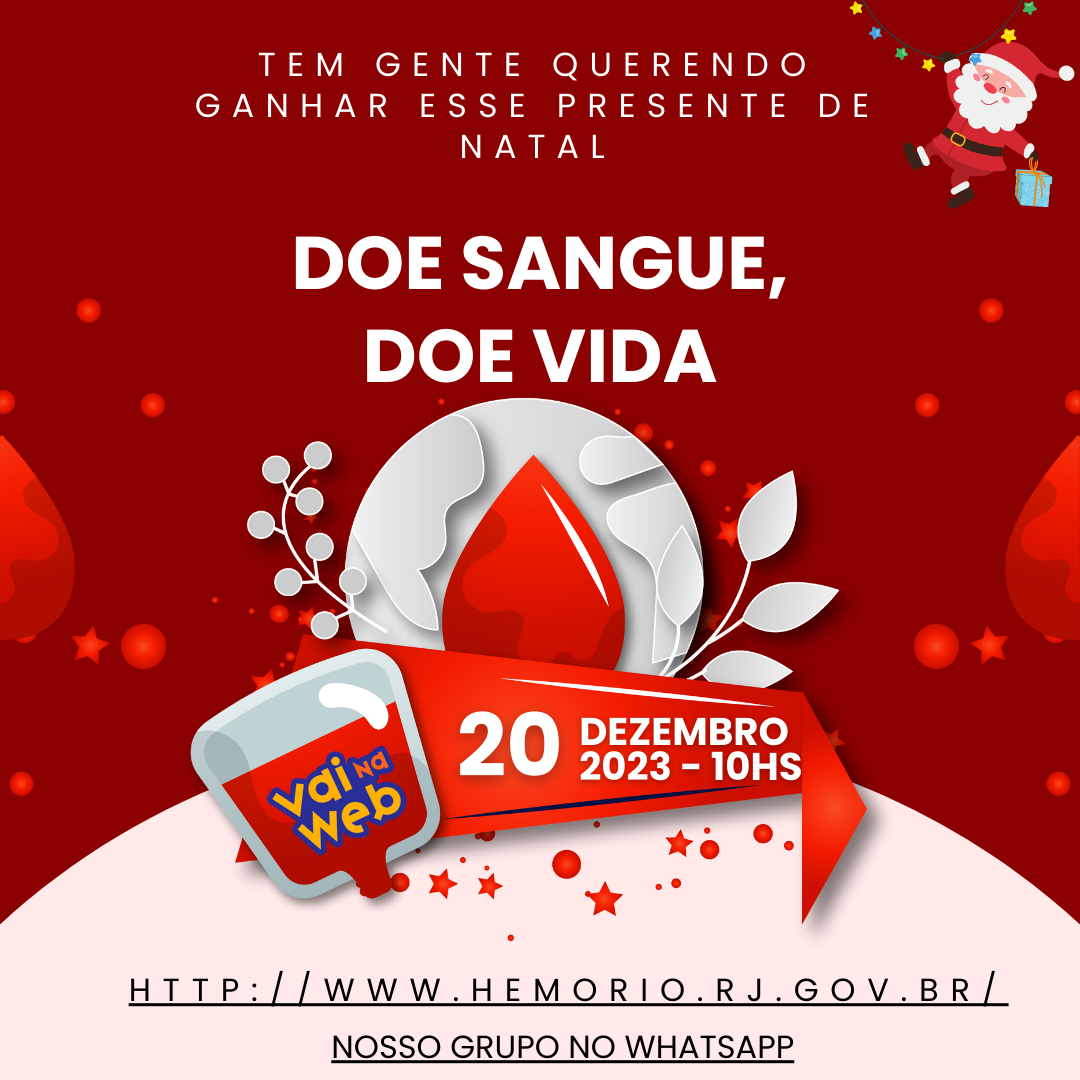 TEM GENTE QUERENDO
GANHAR ESSE PRESENTE DE
NATAL
DOE SANGUE,
DOE VIDA
20 DEZEMBRO
2023 - 10HS
vai NA
web
HTTP://WWW.HEMORIO.RJ.GOV.BR/
NOSSO GRUPO NO WHATSAPP